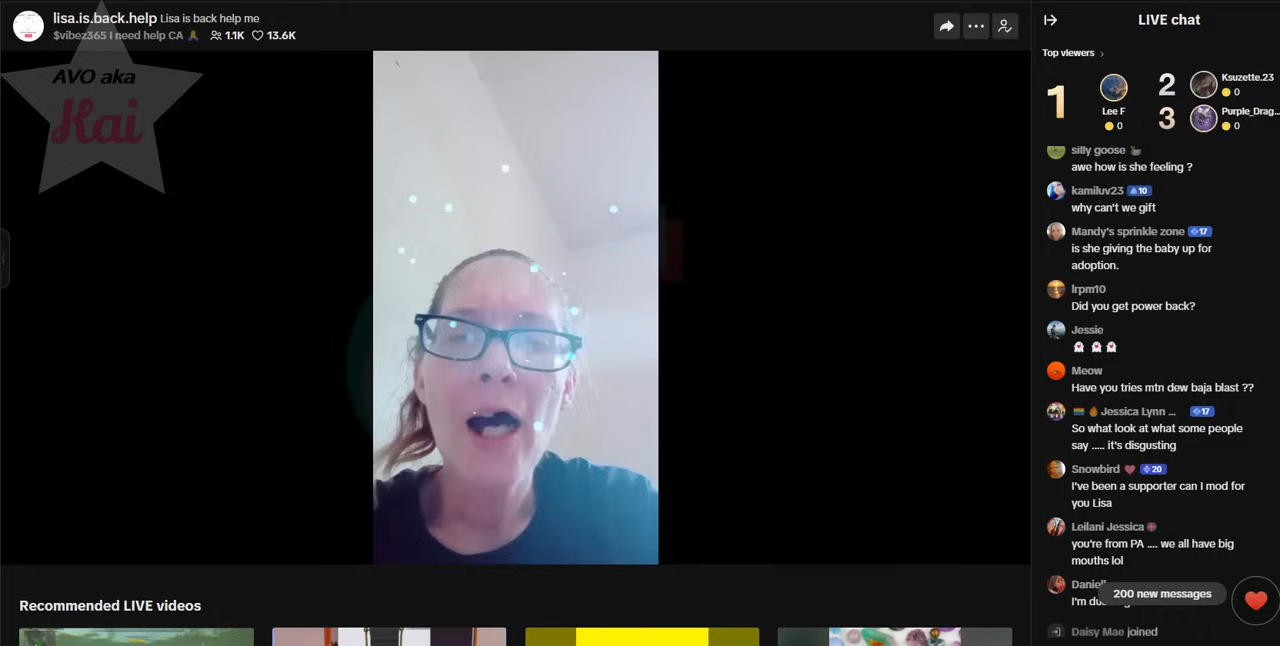 lisa.is.back.help Lisa is back help me
$vibez365 I need help CA 🙏 1.1K 13.6K
AVO aka
Kai
Recommended LIVE videos
LIVE chat
Top viewers
1
Lee F
0
2
Ksuzette.23
0
3
Purple_Drag...
0
silly goose
awe how is she feeling ?
kamiluv23 10
why can't we gift
Mandy's sprinkle zone 17
is she giving the baby up for
adoption.
lrpm10
Did you get power back?
Jessie
👻 👻 👻
Meow
Have you tries mtn dew baja blast ??
Jessica Lynn ... 17
So what look at what some people
say ..... it's disgusting
Snowbird 20
I've been a supporter can I mod for
you Lisa
Leilani Jessica
you're from PA .... we all have big
mouths lol
I'm
200 new messages
Daisy Mae joined